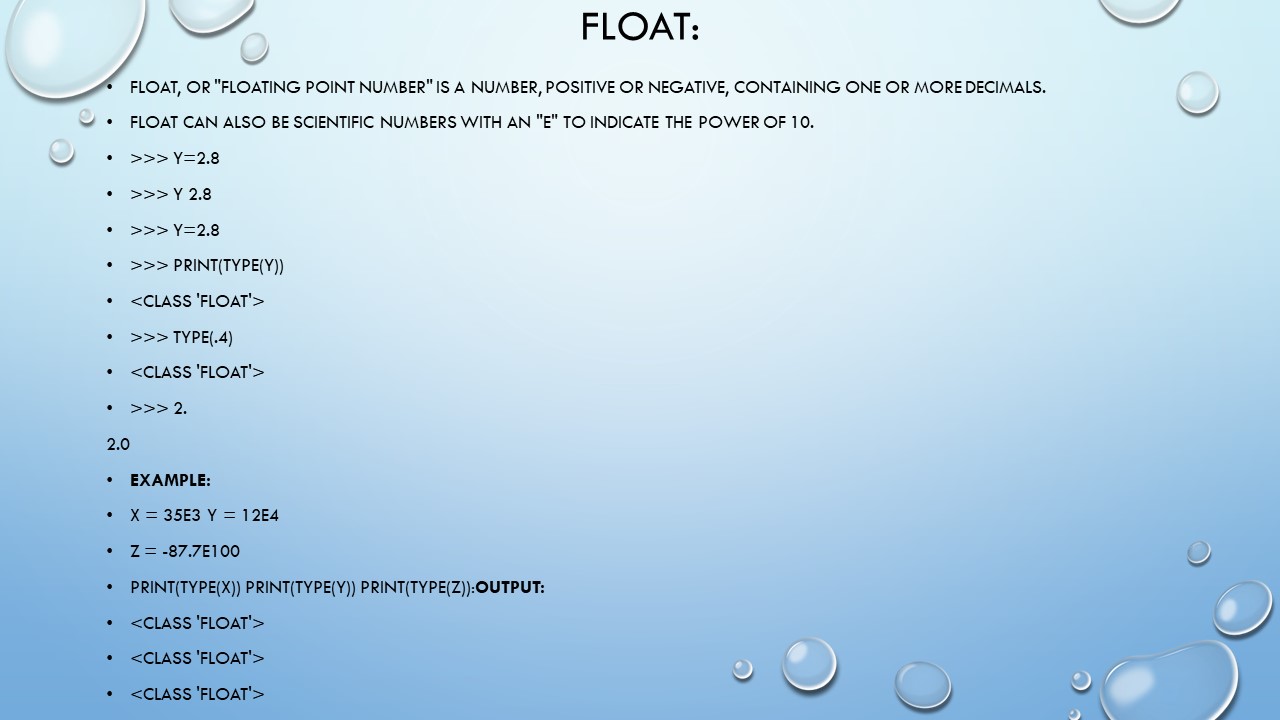 FLOAT:
• FLOAT, OR "FLOATING POINT NUMBER" IS A NUMBER, POSITIVE OR NEGATIVE, CONTAINING ONE OR MORE DECIMALS.
• FLOAT CAN ALSO BE SCIENTIFIC NUMBERS WITH AN "E" TO INDICATE THE POWER OF 10.
• >>> Y=2.8
• >>> Y 2.8
• >>> Y=2.8
• >>> PRINT(TYPE(Y))
• <CLASS 'FLOAT'>
• >>> TYPE(.4)
• <CLASS 'FLOAT'>
• >>> 2.
2.0
• EXAMPLE:
• X = 35E3 Y = 12E4
• Z = -87.7E100
• PRINT(TYPE(X)) PRINT(TYPE(Y)) PRINT(TYPE(Z)):OUTPUT:
• <CLASS 'FLOAT'>
• <CLASS 'FLOAT'>
• <CLASS 'FLOAT'>